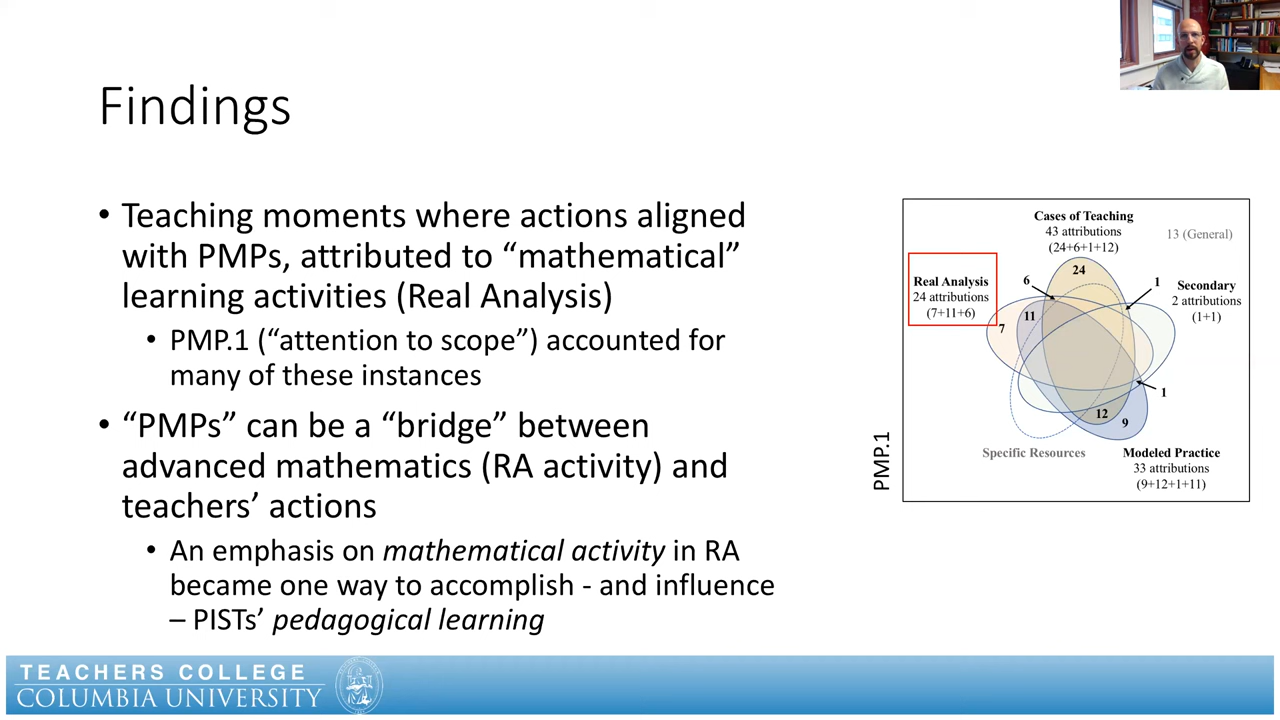 Findings
• Teaching moments where actions aligned
with PMPs, attributed to “mathematical”
learning activities (Real Analysis)
• PMP.1 (“attention to scope”) accounted for
many of these instances
• “PMPs” can be a “bridge” between
advanced mathematics (RA activity) and
teachers’ actions
• An emphasis on mathematical activity in RA
became one way to accomplish - and influence
– PISTs’ pedagogical learning
PMP.1
Cases of Teaching
43 attributions
(24+6+1+12)
13 (General)
Real Analysis
24 attributions
(7+11+6)
Secondary
2 attributions
(1+1)
24
6
1
11
7
1
12
9
Specific Resources
Modeled Practice
33 attributions
(9+12+1+11)
TEACHERS COLLEGE
COLUMBIA UNIVERSITY